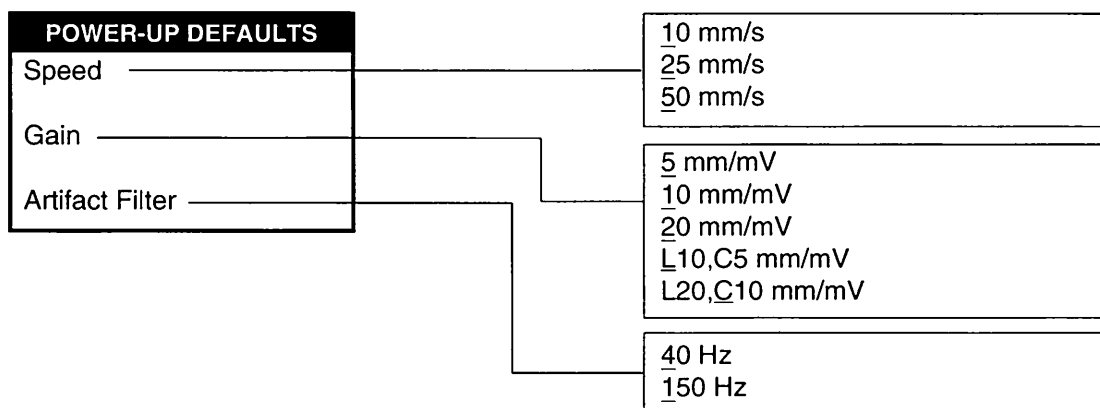 POWER-UP DEFAULTS
Speed
Gain
Artifact Filter
10 mm/s
25 mm/s
50 mm/s
5 mm/mV
10 mm/mV
20 mm/mV
L10,C5 mm/mV
L20,C10 mm/mV
40 Hz
150 Hz